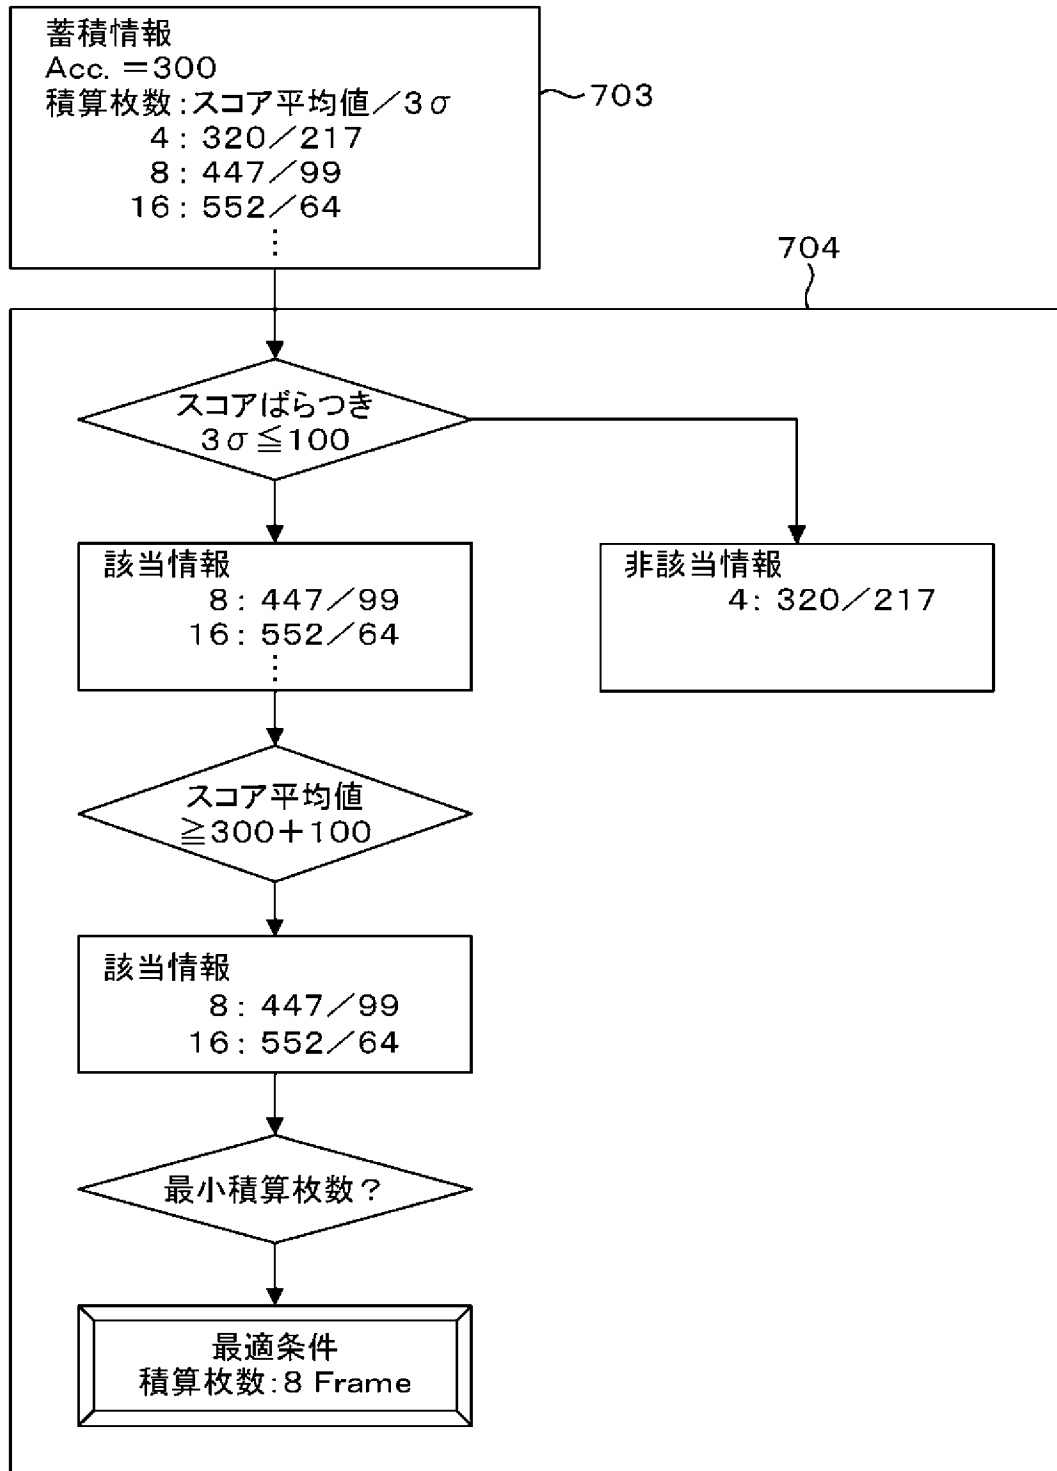 蓄積情報
Acc. =300
積算枚数:スコア平均値/3σ
4: 320/217
8: 447/99
16: 552/64
⋮
703
704
スコアばらつき
3σ≦100
該当情報
8: 447/99
16: 552/64
⋮
非該当情報
4: 320/217
スコア平均値
≧300+100
該当情報
8: 447/99
16: 552/64
最小積算枚数?
最適条件
積算枚数:8 Frame